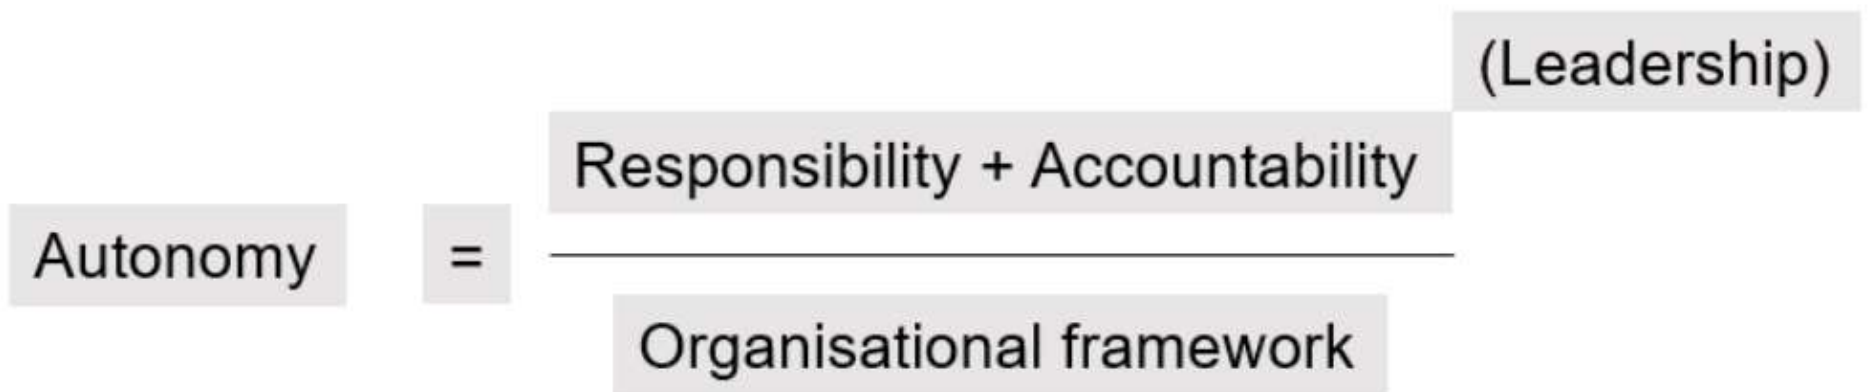 (Leadership)
Responsibility + Accountability
Autonomy =
Organisational framework